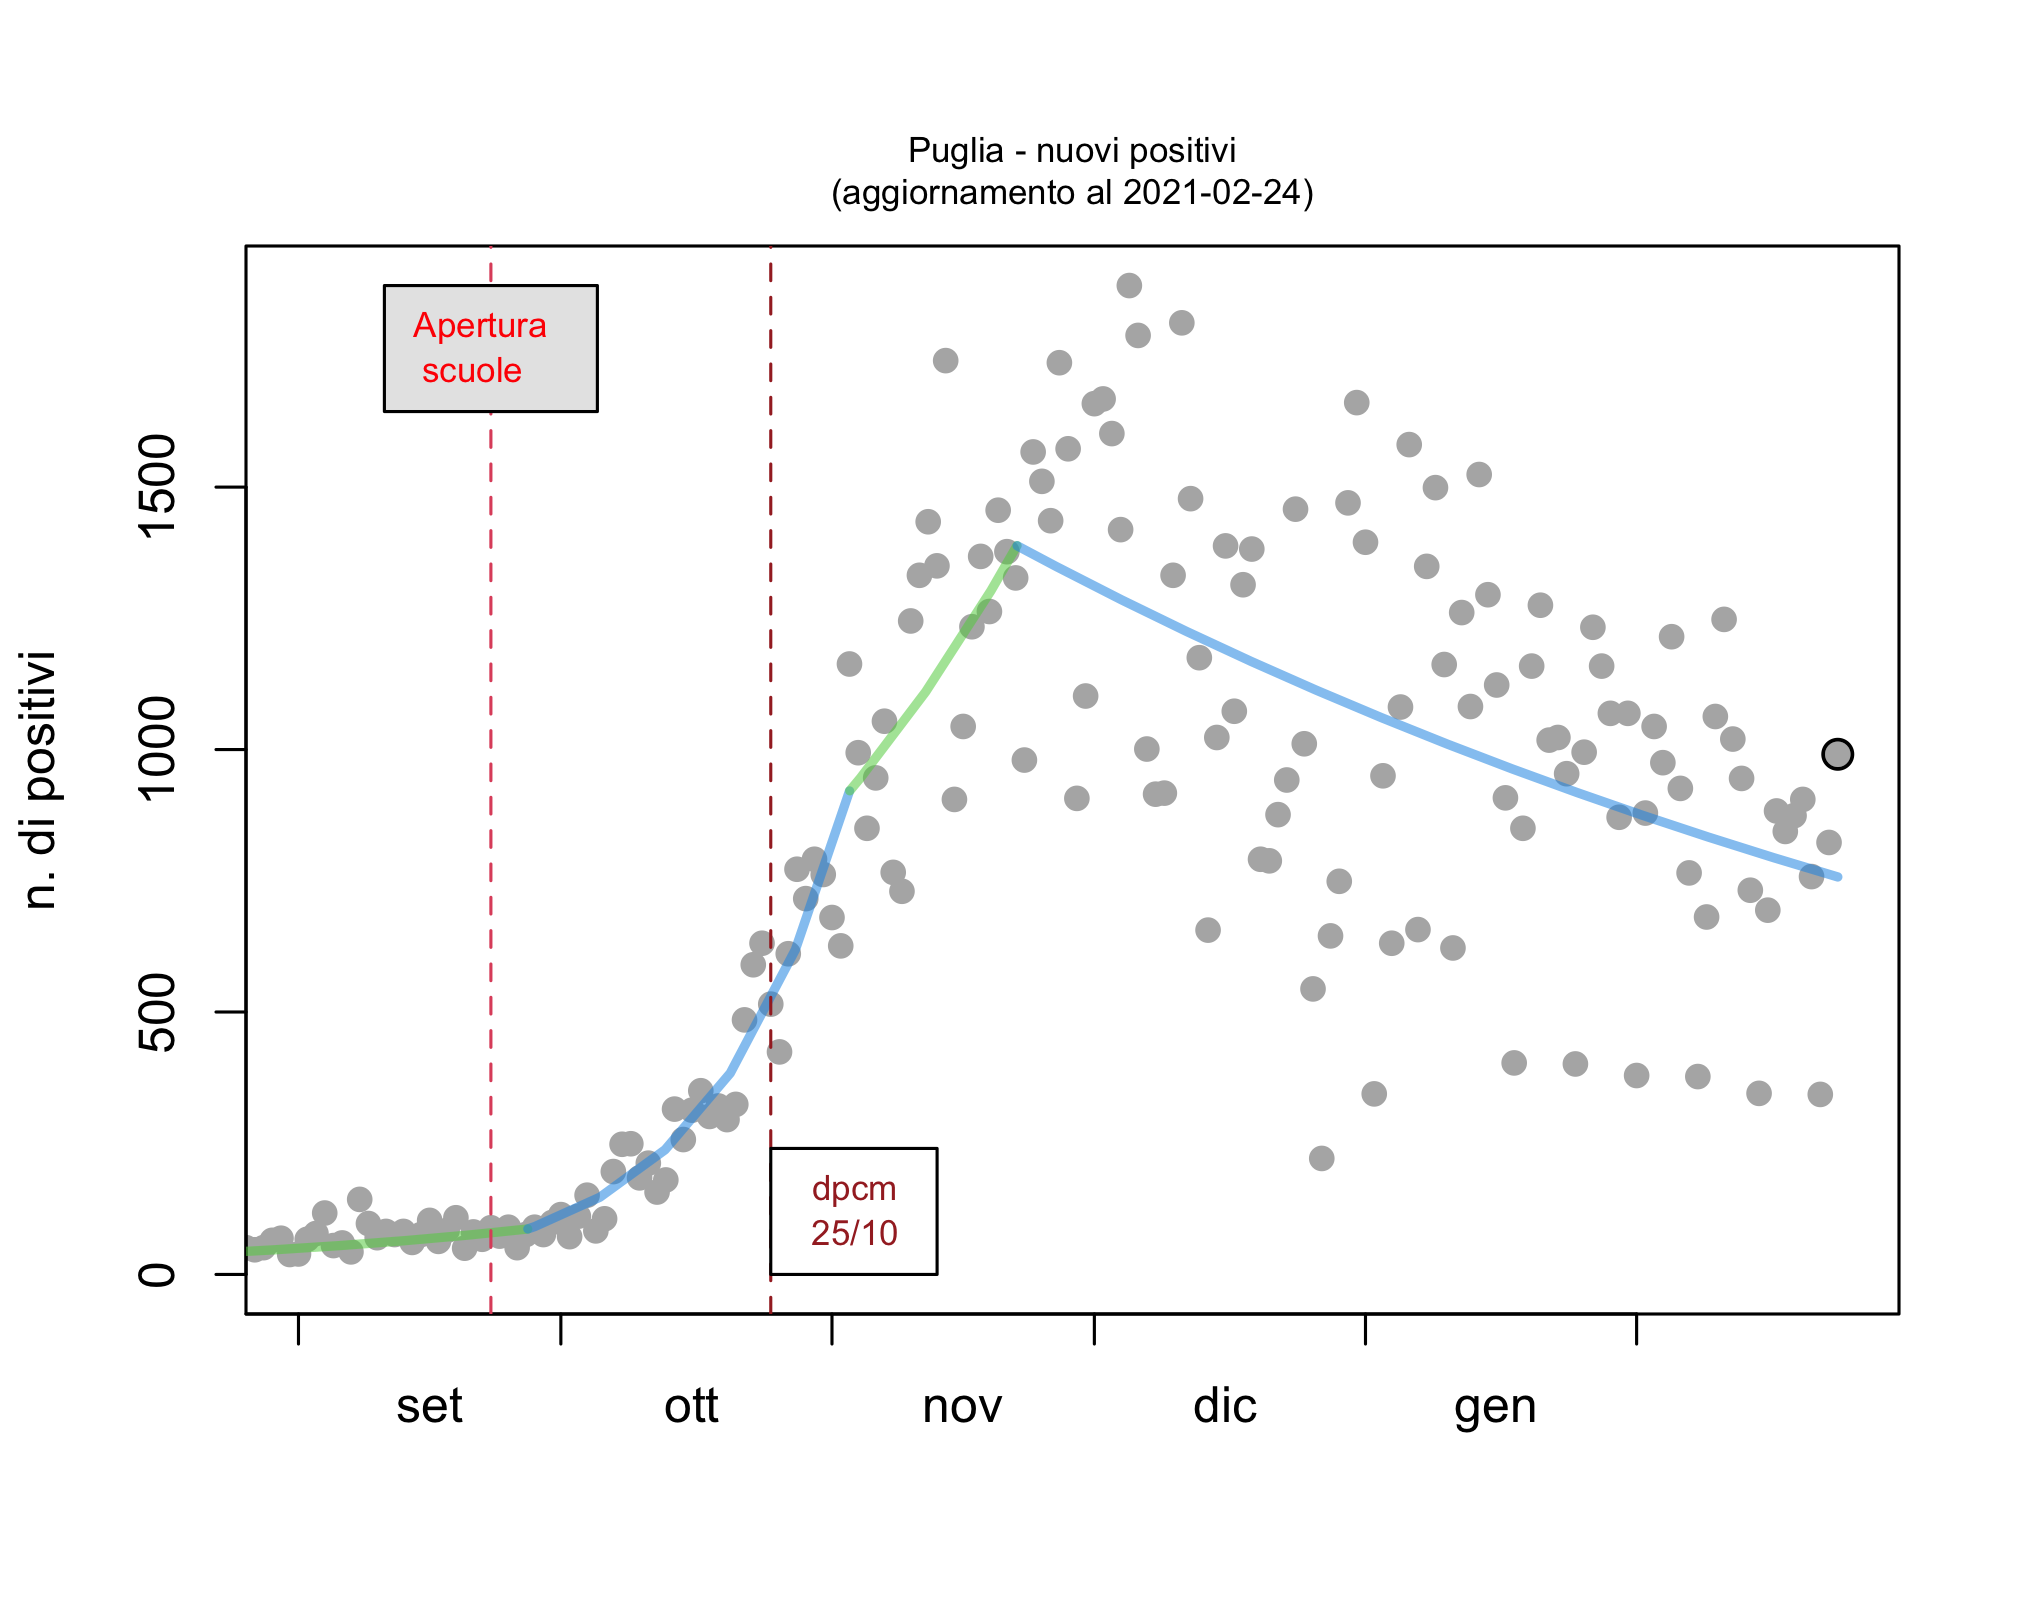 Puglia - nuovi positivi
(aggiornamento al 2021-02-24)
Apertura
scuole
n. di positivi
1500
1000
500
0
dpcm
25/10
set ott nov dic gen